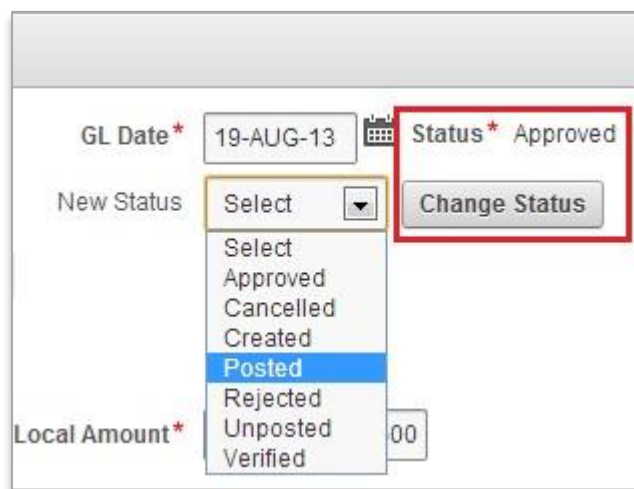 GL Date* 19-AUG-13 Status* Approved
New Status Select Change Status
Select
Approved
Cancelled
Created
Posted
Rejected
Unposted
Local Amount* 00
Verified